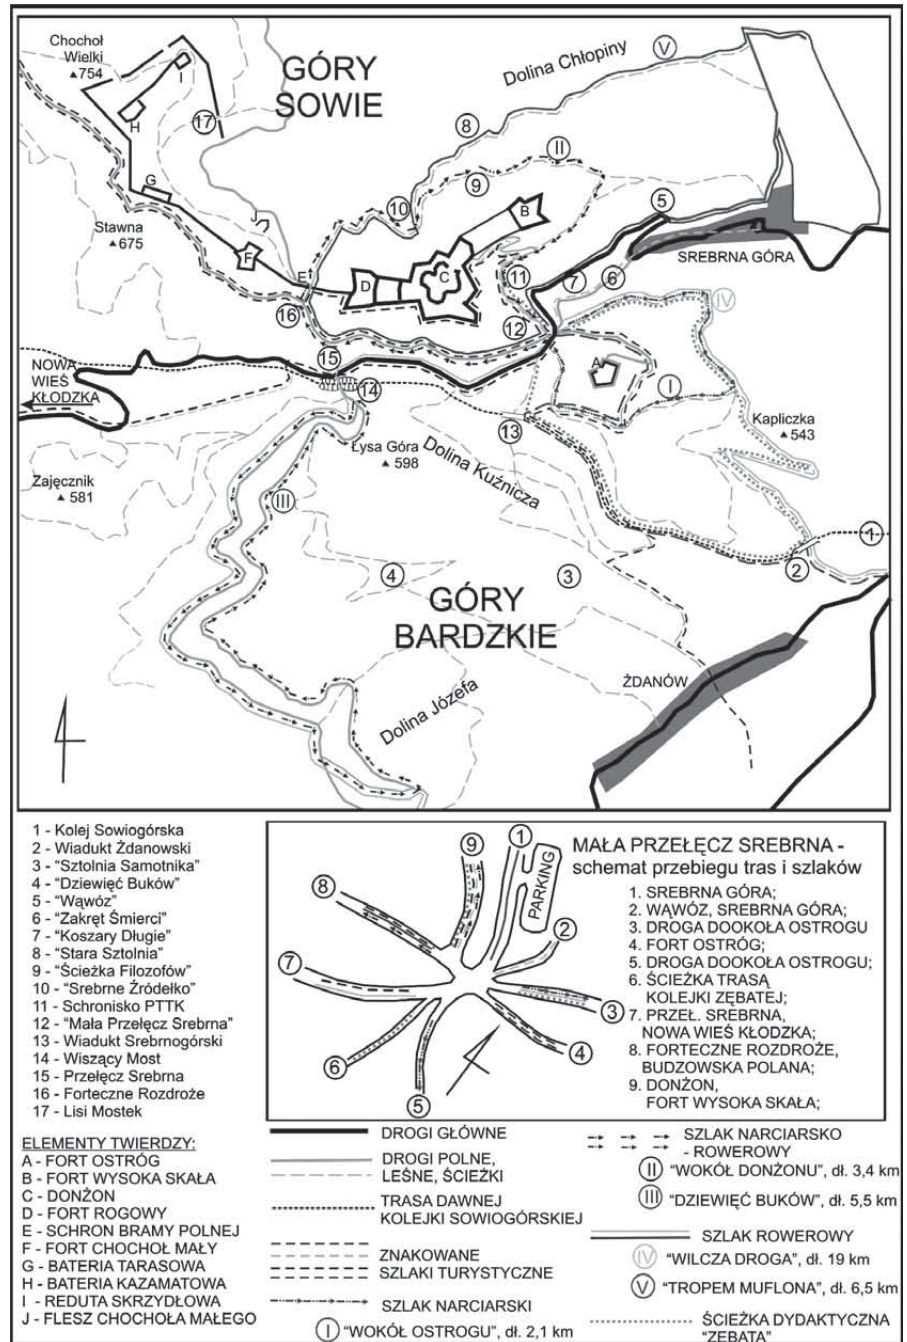 Chochoł
Wielki
▲754
GÓRY
SOWIE
Dolina Chłopiny
V
I
H
17
8
II
9
G
10
J
B
5
Stawna
▲675
F
E
D
C
11
7
6
SREBRNA GÓRA
16
12
IV
15
A
NOWA
WIEŚ
KŁODZKA
14
I
Kapliczka
▲543
13
Łysa Góra
▲598
Dolina Kuźnicza
Zajęcznik
▲ 581
III
1
2
4
3
GÓRY
BARDZKIE
ŻDANÓW
Dolina Józefa
1 - Kolej Sowiogórska
2 - Wiadukt Żdanowski
3 - "Sztolnia Samotnika"
4 - "Dziewięć Buków"
5 - "Wąwóz"
6 - "Zakręt Śmierci"
7 - "Koszary Długie"
8 - "Stara Sztolnia"
9 - "Ścieżka Filozofów"
10 - "Srebrne Źródełko"
11 - Schronisko PTTK
12 - "Mała Przełęcz Srebrna"
13 - Wiadukt Srebrnogórski
14 - Wiszący Most
15 - Przełęcz Srebrna
16 - Forteczne Rozdroże
17 - Lisi Mostek
ELEMENTY TWIERDZY:
A - FORT OSTRÓG
B - FORT WYSOKA SKAŁA
C - DONŻON
D - FORT ROGOWY
E - SCHRON BRAMY POLNEJ
F - FORT CHOCHOŁ MAŁY
G - BATERIA TARASOWA
H - BATERIA KAZAMATOWA
I - REDUTA SKRZYDŁOWA
J - FLESZ CHOCHOŁA MAŁEGO
MAŁA PRZEŁĘCZ SREBRNA -
schemat przebiegu tras i szlaków
1
2
3
4
5
6
7
8
9
PARKING
1. SREBRNA GÓRA;
2. WĄWÓZ, SREBRNA GÓRA;
3. DROGA DOOKOŁA OSTROGU
4. FORT OSTRÓG;
5. DROGA DOOKOŁA OSTROGU;
6. ŚCIEŻKA TRASĄ
KOLEJKI ZĘBATEJ;
7. PRZEŁ. SREBRNA,
NOWA WIEŚ KŁODZKA;
8. FORTECZNE ROZDROŻE,
BUDZOWSKA POLANA;
9. DONŻON,
FORT WYSOKA SKAŁA;
DROGI GŁÓWNE
DROGI POLNE,
LEŚNE, ŚCIEŻKI
TRASA DAWNEJ
KOLEJKI SOWIOGÓRSKIEJ
ZNAKOWANE
SZLAKI TURYSTYCZNE
SZLAK NARCIARSKI
I "WOKÓŁ OSTROGU", dł. 2,1 km
SZLAK NARCIARSKO
- ROWEROWY
II "WOKÓŁ DONŻONU", dł. 3,4 km
III "DZIEWIĘĆ BUKÓW", dł. 5,5 km
SZLAK ROWEROWY
IV "WILCZA DROGA", dł. 19 km
V "TROPEM MUFLONA", dł. 6,5 km
ŚCIEŻKA DYDAKTYCZNA
"ZĘBATA"